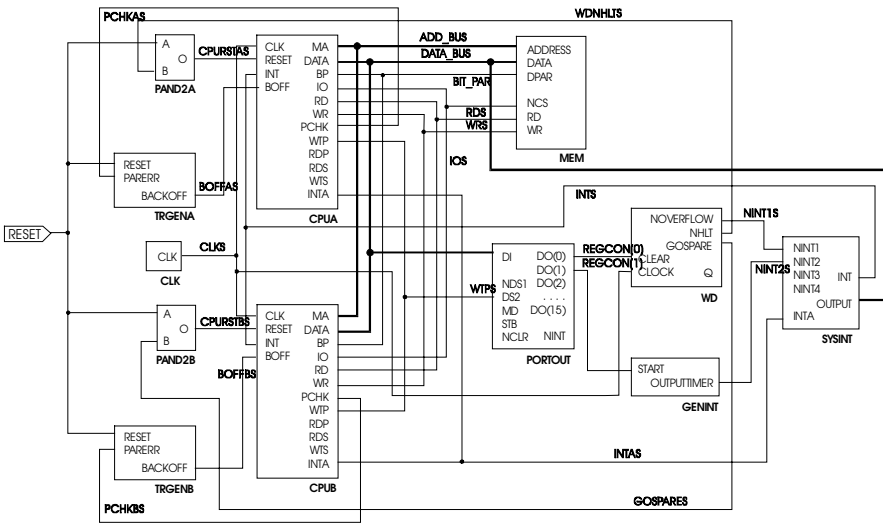 PCHKAS
WDNHLTS
A
O
B
PAND2A
CPURSTAS
CLK
RESET
INT
BOFF
MA
DATA
BP
IO
RD
WR
PCHK
WTP
RDP
RDS
WTS
INTA
CPUA
ADD_BUS
DATA_BUS
BIT_PAR
RDS
WRS
IOS
ADDRESS
DATA
DPAR
NCS
RD
WR
MEM
RESET
PARERR
BACKOFF
TRGENA
BOFFAS
INTS
RESET
CLK
CLK
CLKS
DI
NDS1
DS2
MD
STB
NCLR
DO(0)
DO(1)
DO(2)
. . . .
DO(15)
NINT
PORTOUT
WTPS
REGCON(0)
REGCON(1)
NOVERFLOW
NHLT
GOSPARE
CLEAR
CLOCK
Q
WD
NINT1S
NINT2S
NINT1
NINT2
NINT3
NINT4
INT
OUTPUT
INTA
SYSINT
A
O
B
PAND2B
CPURSTBS
CLK
RESET
INT
BOFF
MA
DATA
BP
IO
RD
WR
PCHK
WTP
RDP
RDS
WTS
INTA
CPUB
BOFFBS
START
OUTPUTTIMER
GENINT
RESET
PARERR
BACKOFF
TRGENB
INTAS
PCHKBS
GOSPARES